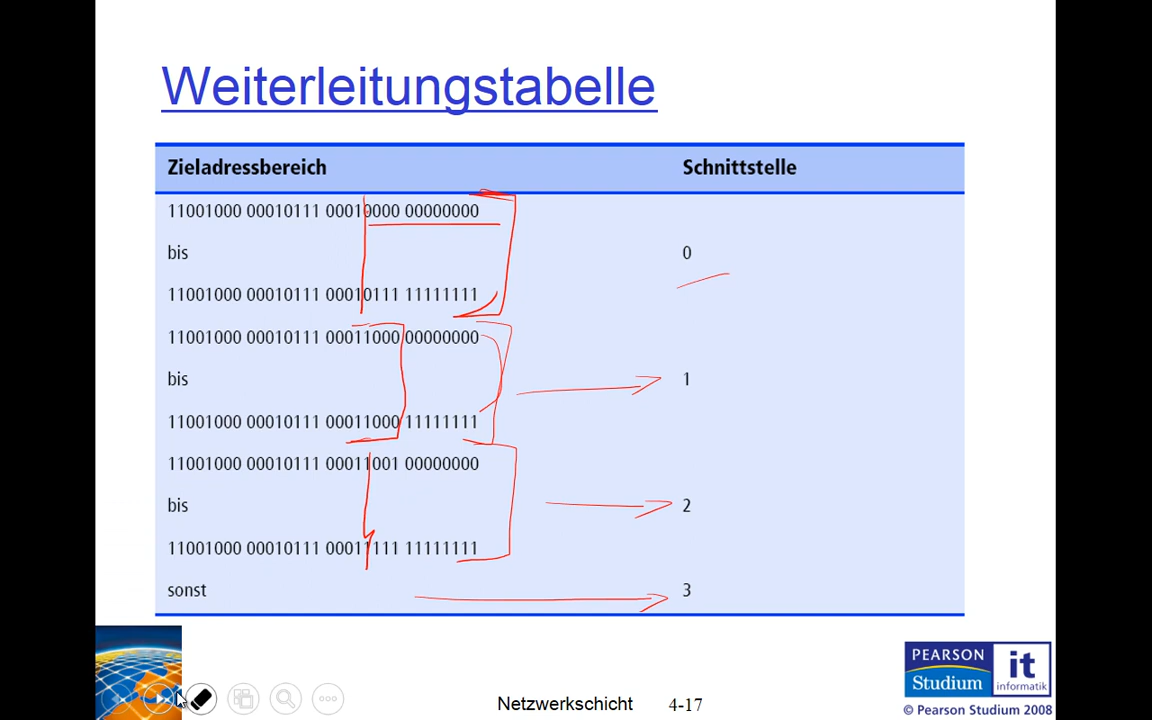 Weiterleitungstabelle
Zieladressbereich Schnittstelle
11001000 00010111 00010000 00000000
bis 0
11001000 00010111 00010111 11111111
11001000 00010111 00011000 00000000
bis 1
11001000 00010111 00011000 11111111
11001000 00010111 00011001 00000000
bis 2
11001000 00010111 00011111 11111111
sonst 3
PEARSON
Studium
it
informatik
Netzwerkschicht 4-17
© Pearson Studium 2008